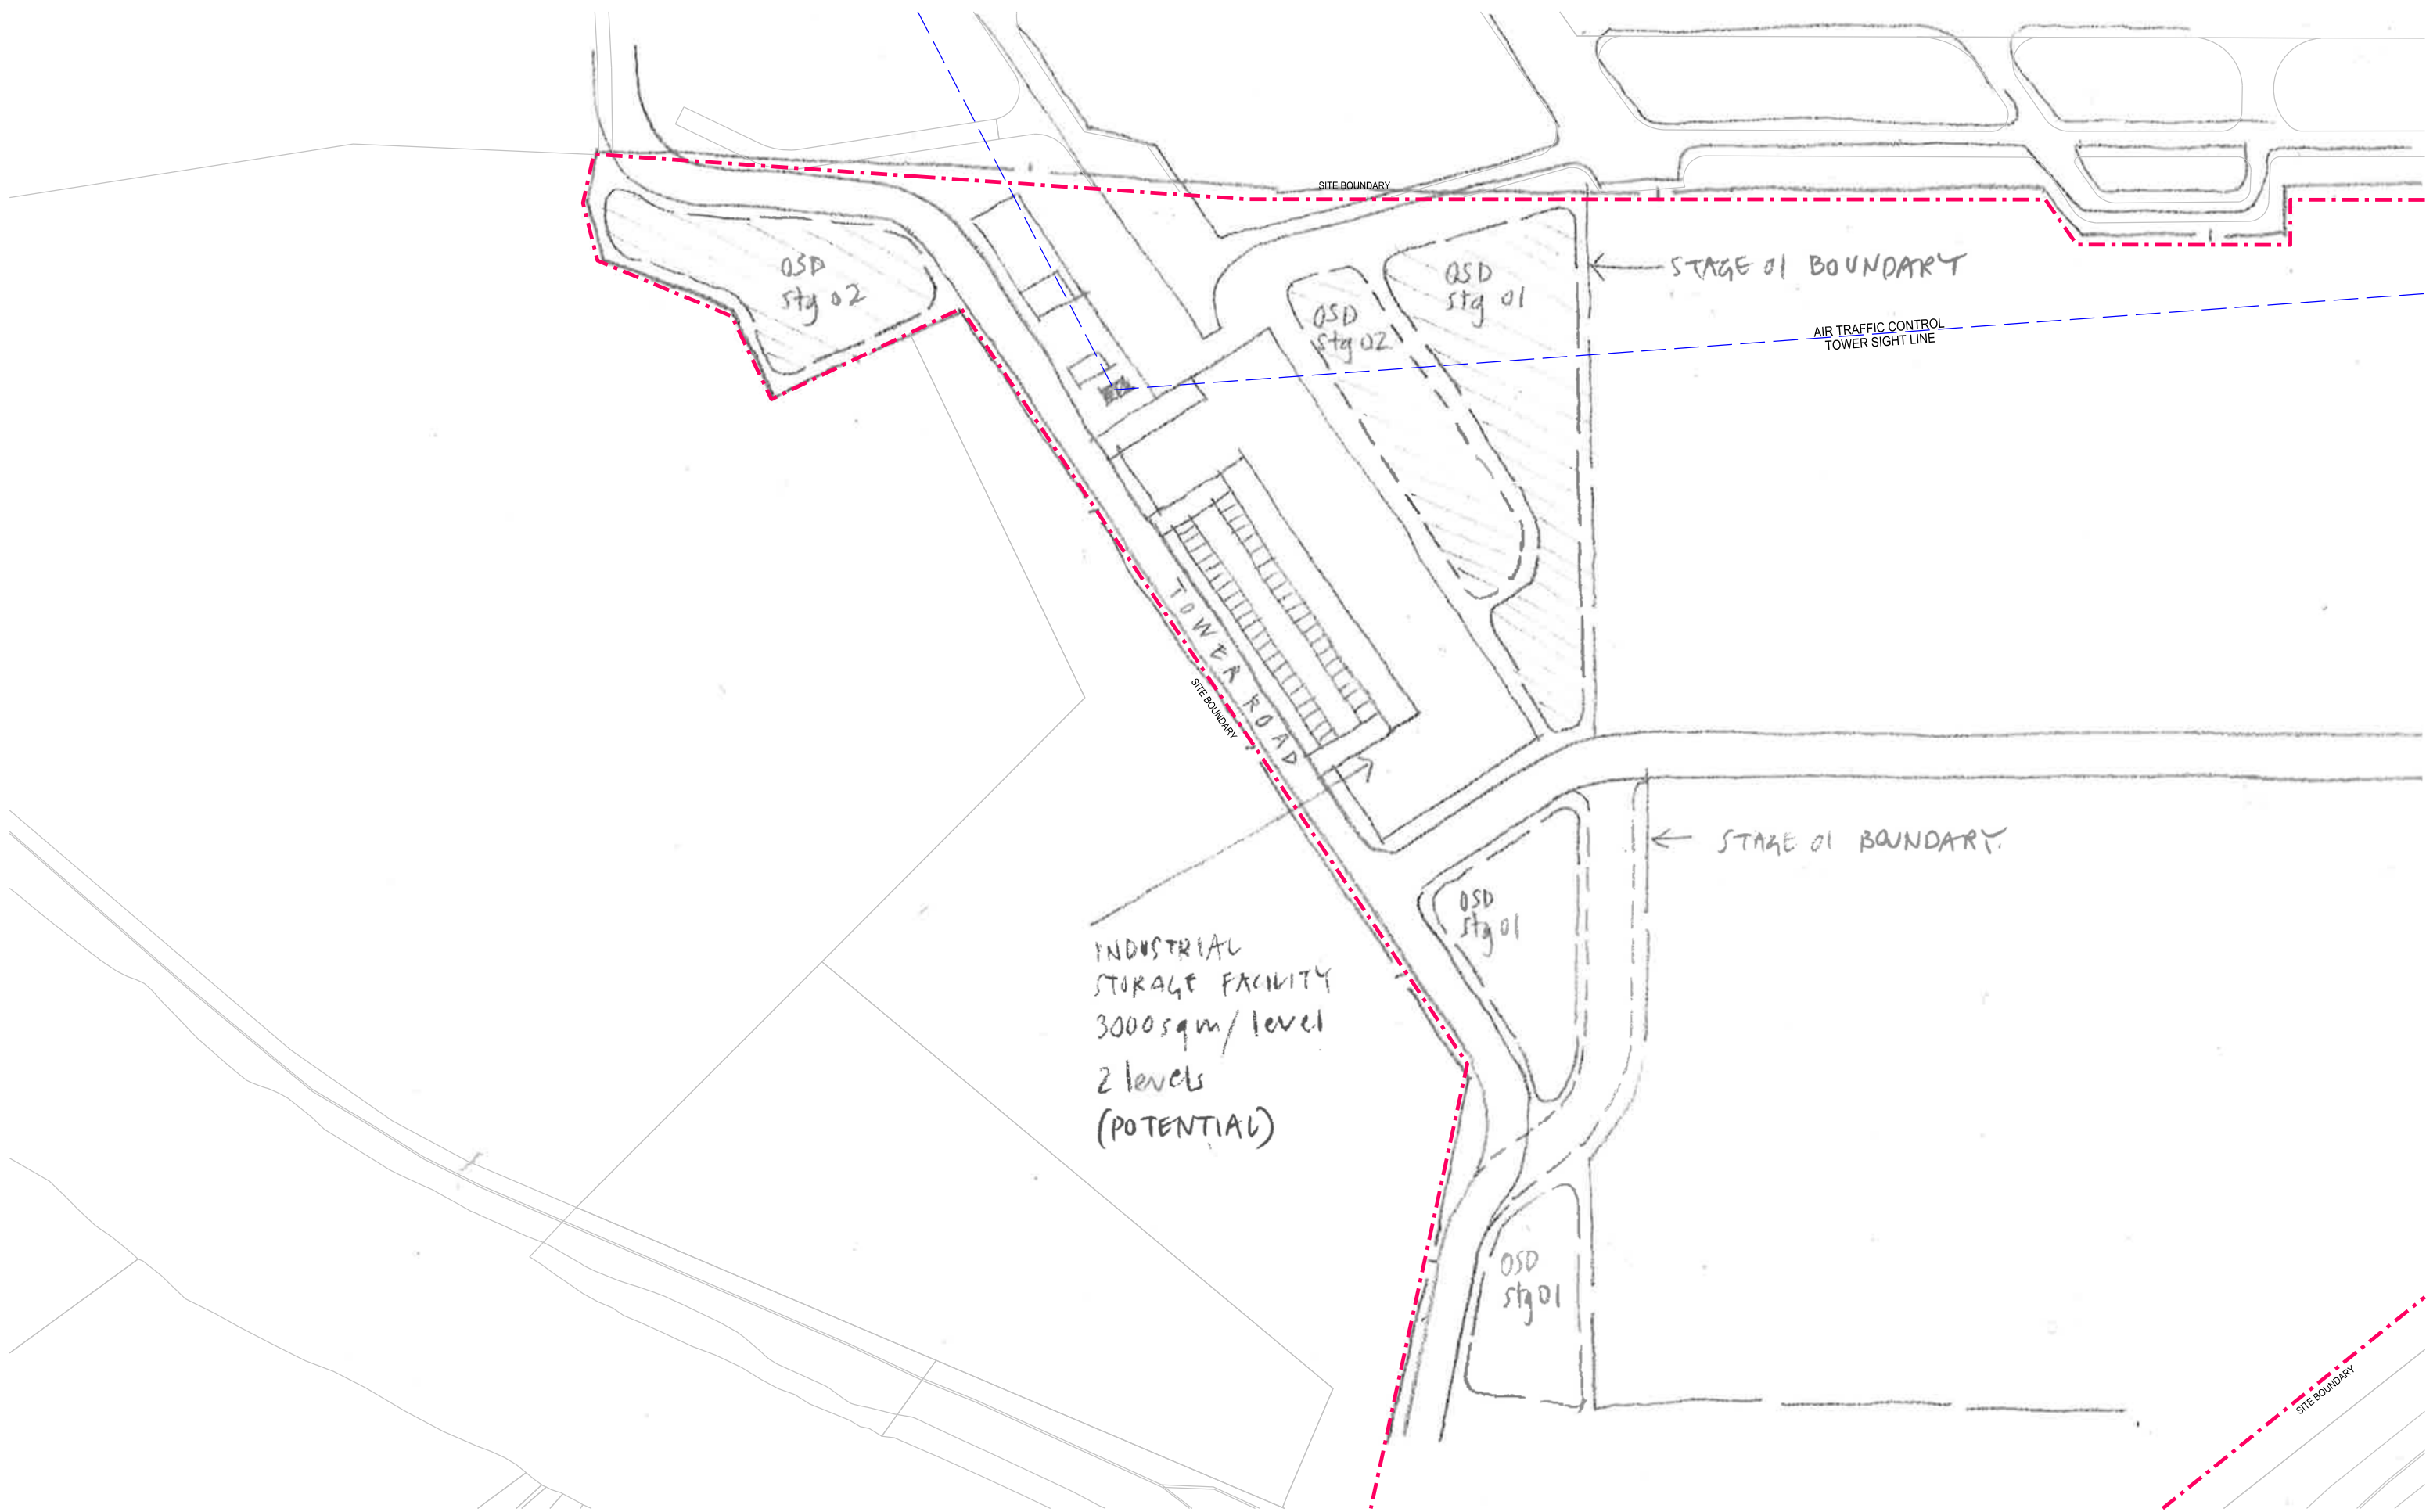 SITE BOUNDARY
OSD
stg 02
OSD
stg 01
STAGE 01 BOUNDARY
OSD
stg 02
AIR TRAFFIC CONTROL
TOWER SIGHT LINE
TOWER ROAD
SITE BOUNDARY
STAGE 01 BOUNDARY.
OSD
stg 01
INDUSTRIAL
STORAGE FACILITY
3000 sqm / level
2 levels
(POTENTIAL)
OSD
stg 01
SITE BOUNDARY